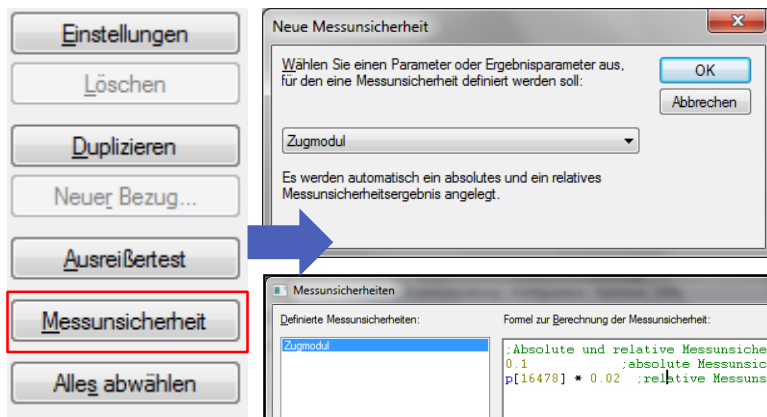 Einstellungen
Löschen
Duplizieren
Neuer Bezug...
Ausreißertest
Messunsicherheit
Alles abwählen
Neue Messunsicherheit
Wählen Sie einen Parameter oder Ergebnisparameter aus,
für den eine Messunsicherheit definiert werden soll:
OK
Abbrechen
Zugmodul
Es werden automatisch ein absolutes und ein relatives
Messunsicherheitsergebnis angelegt.
Messunsicherheiten
Definierte Messunsicherheiten:
Zugmodul
Formel zur Berechnung der Messunsicherheit:
;Absolute und relative Messunsiche
0.1 ;absolute Messunsic
p[16478] * 0.02 ;relative Messuns